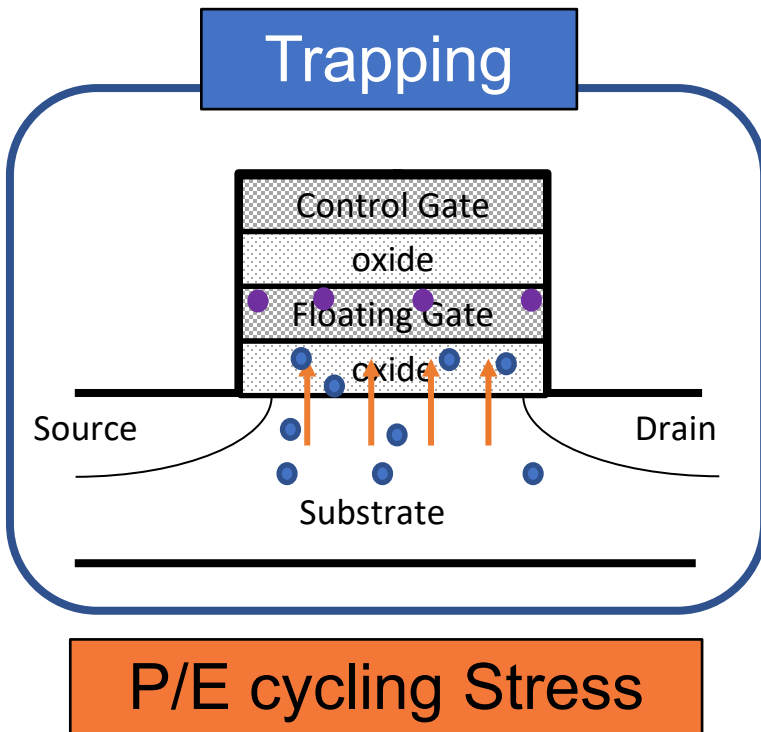 Trapping
Control Gate
oxide
Floating Gate
oxide
Source
Drain
Substrate
P/E cycling Stress